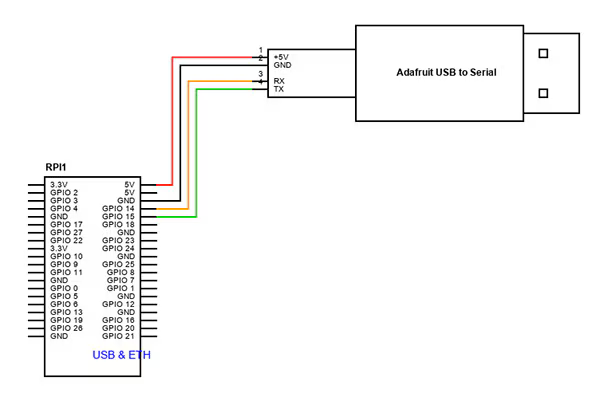 1
+5V
2
GND
Adafruit USB to Serial
3
RX
4
TX
RPI1
3.3V 5V
GPIO 2 5V
GPIO 3 GND
GPIO 4 GPIO 14
GND GPIO 15
GPIO 17 GPIO 18
GPIO 27 GND
GPIO 22 GPIO 23
3.3V GPIO 24
GPIO 10 GND
GPIO 9 GPIO 25
GPIO 11 GPIO 8
GND GPIO 7
GPIO 0 GPIO 1
GPIO 5 GND
GPIO 6 GPIO 12
GPIO 13 GND
GPIO 19 GPIO 16
GPIO 26 GPIO 20
GND GPIO 21
USB & ETH